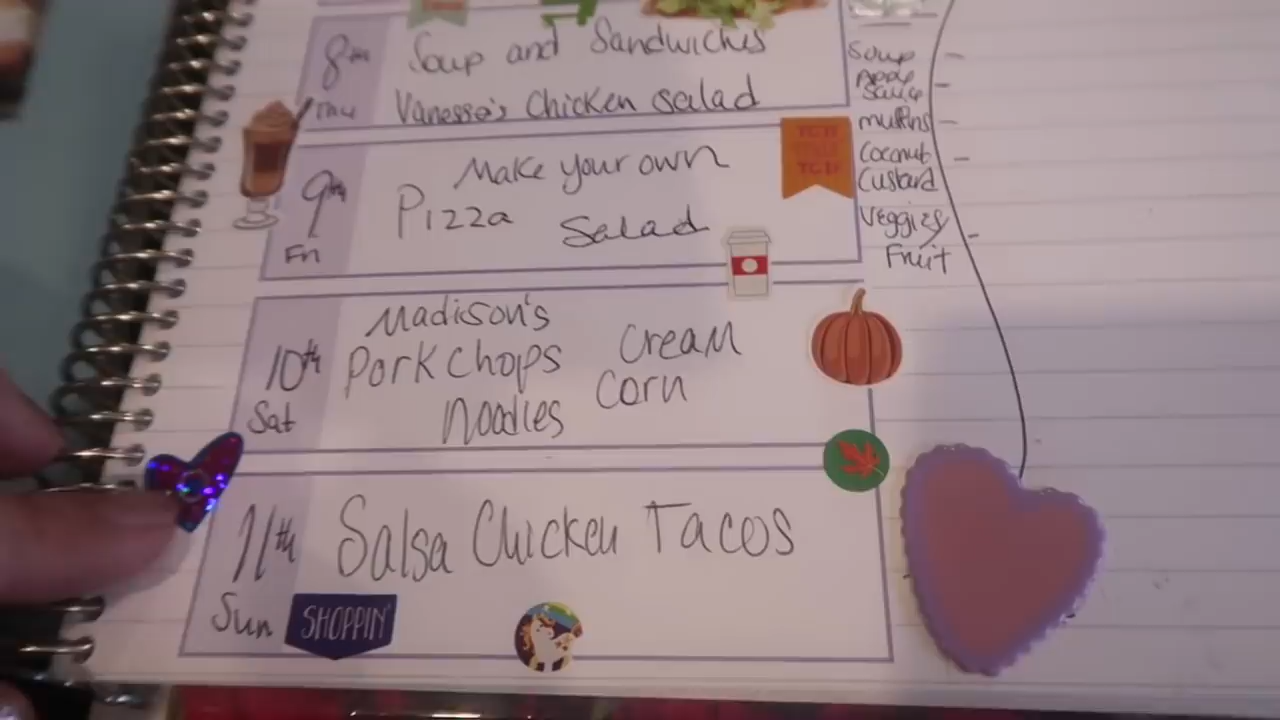 8th
Thu
Soup and Sandwiches
Vanessa's Chicken salad
9th
Fri
Make your own
Pizza Salad
10th
Sat
Madison's
Pork Chops
Noodles
Cream
Corn
11th
Sun
Salsa Chicken Tacos
SHOPPIN'
Soup
Apple
Sauce
muffins
Coconut
Custard
Veggies/
Fruit